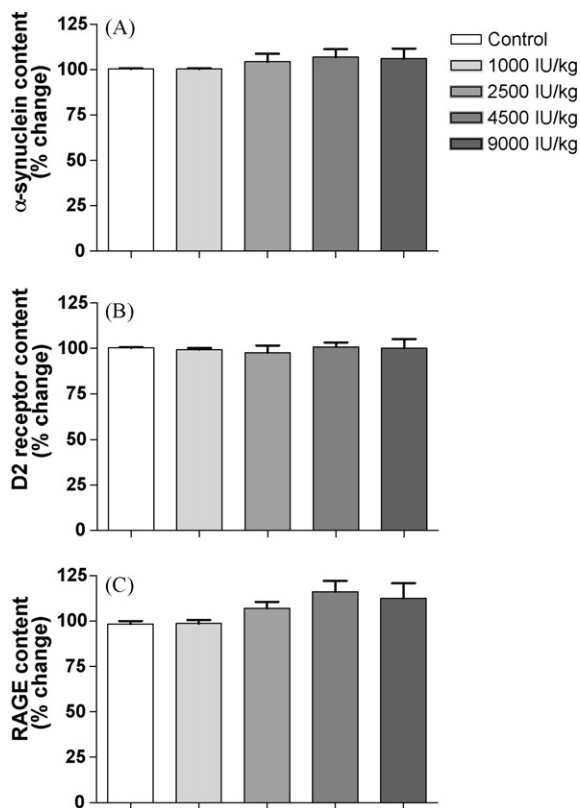 (A)
α-synuclein content
(% change)
125
100
75
50
25
0
Control
1000 IU/kg
2500 IU/kg
4500 IU/kg
9000 IU/kg
(B)
D2 receptor content
(% change)
125
100
75
50
25
0
(C)
RAGE content
(% change)
125
100
75
50
25
0